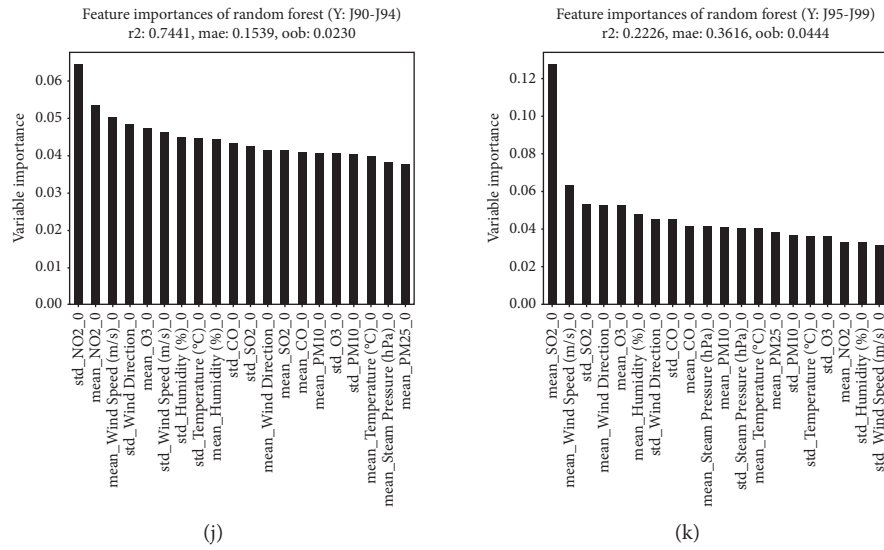 Feature importances of random forest (Y: J90-J94)
r2: 0.7441, mae: 0.1539, oob: 0.0230
Variable importance
0.06
0.05
0.04
0.03
0.02
0.01
0.00
std_NO2_0
mean_NO2_0
mean_Wind Speed (m/s)_0
std_Wind Direction_0
mean_O3_0
std_Wind Speed (m/s)_0
std_Humidity (%)_0
std_Temperature (°C)_0
mean_Humidity (%)_0
std_CO_0
std_SO2_0
mean_Wind Direction_0
mean_SO2_0
mean_CO_0
mean_PM10_0
std_O3_0
std_PM10_0
mean_Temperature (°C)_0
mean_Steam Pressure (hPa)_0
mean_PM25_0
(j)
Feature importances of random forest (Y: J95-J99)
r2: 0.2226, mae: 0.3616, oob: 0.0444
Variable importance
0.12
0.10
0.08
0.06
0.04
0.02
0.00
mean_SO2_0
mean_Wind Speed (m/s)_0
std_SO2_0
mean_Wind Direction_0
mean_O3_0
mean_Humidity (%)_0
std_Wind Direction_0
std_CO_0
mean_CO_0
mean_Steam Pressure (hPa)_0
mean_PM10_0
std_Steam Pressure (hPa)_0
mean_Temperature (°C)_0
mean_PM25_0
std_PM10_0
std_Temperature (°C)_0
std_O3_0
mean_NO2_0
std_Humidity (%)_0
std_Wind Speed (m/s)_0
(k)